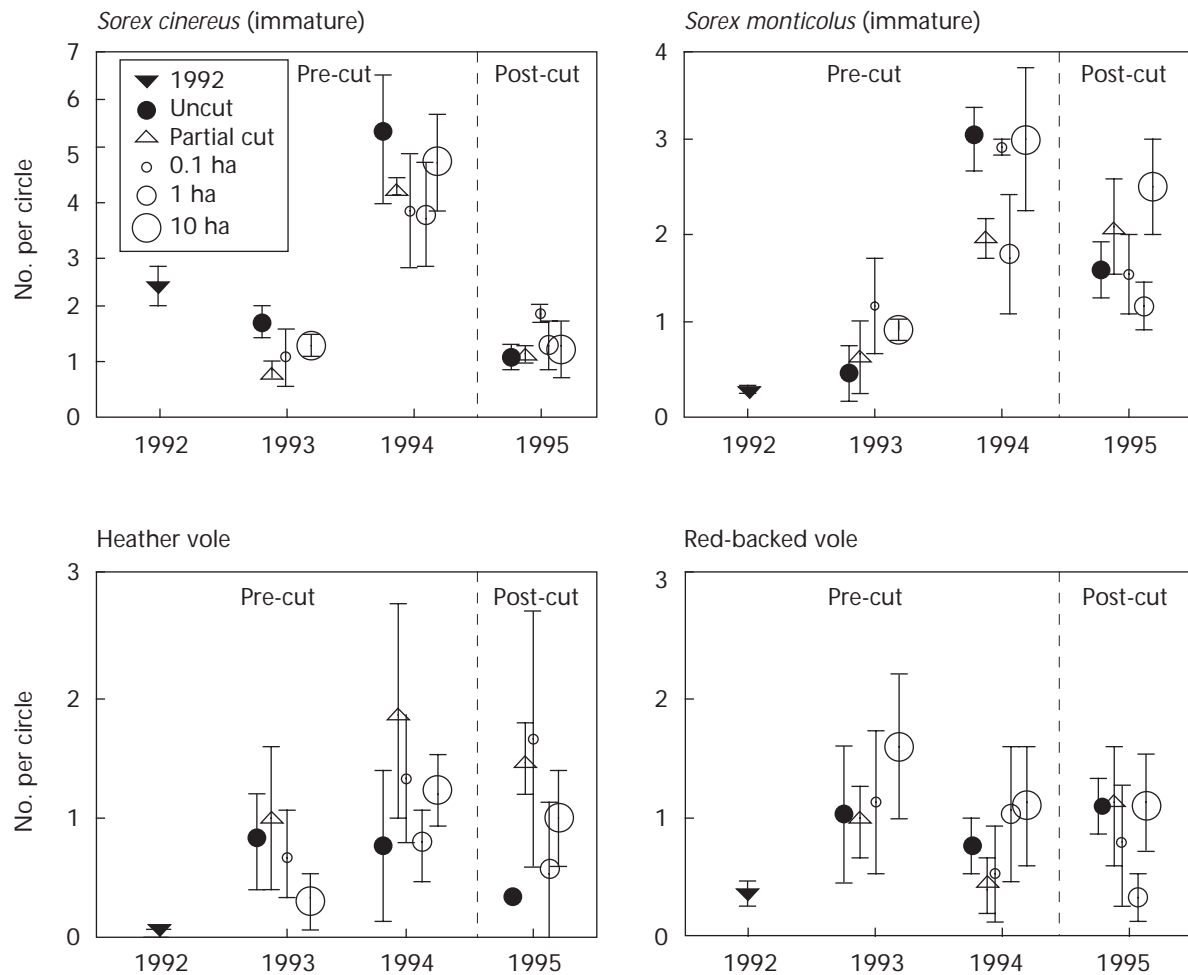 Sorex cinereus (immature)
7
6
5
4
3
2
1
0
No. per circle
1992
Uncut
Partial cut
0.1 ha
1 ha
10 ha
Pre-cut
Post-cut
1992
1993
1994
1995
Sorex monticolus (immature)
4
3
2
1
0
Pre-cut
Post-cut
1992
1993
1994
1995
Heather vole
3
2
1
0
No. per circle
Pre-cut
Post-cut
1992
1993
1994
1995
Red-backed vole
3
2
1
0
Pre-cut
Post-cut
1992
1993
1994
1995